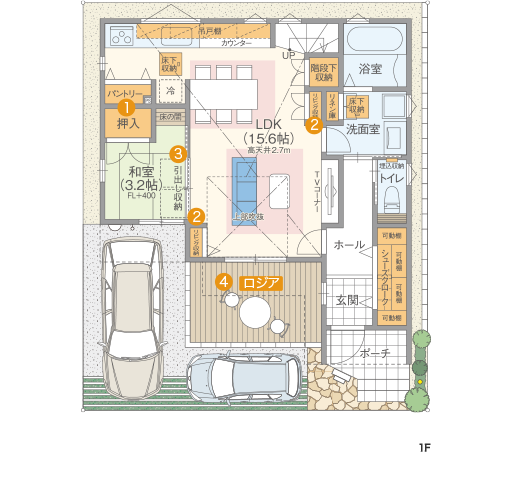 吊戸棚
カウンター
UP
床下
収納
冷
パントリー
1
押入
床の間
階段下
収納
浴室
リビング収納
リネン庫
床下
収納
2
洗面室
LDK
(15.6帖)
高天井2.7m
3
和室
(3.2帖)
FL+400
引出し収納
TVコーナー
埋込収納
トイレ
上部吹抜
2
リビング収納
ホール
可動棚
シューズクローク
可動棚
可動棚
可動棚
4
ロジア
玄関
ポーチ
1F